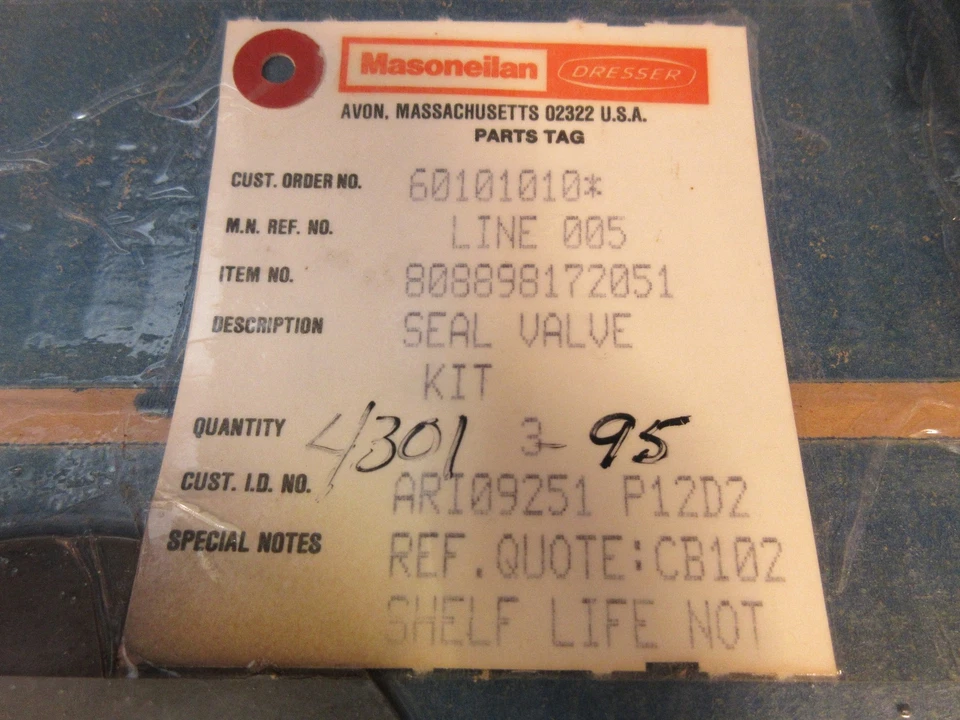 Masoneilan DRESSER
AVON, MASSACHUSETTS 02322 U.S.A.
PARTS TAG
CUST. ORDER NO. 60101010*
M.N. REF. NO. LINE 005
ITEM NO. 808898172051
DESCRIPTION SEAL VALVE
KIT
QUANTITY 4301 3 - 95
CUST. I.D. NO. ARI09251 P12D2
SPECIAL NOTES REF.QUOTE:CB102
SHELF LIFE NOT